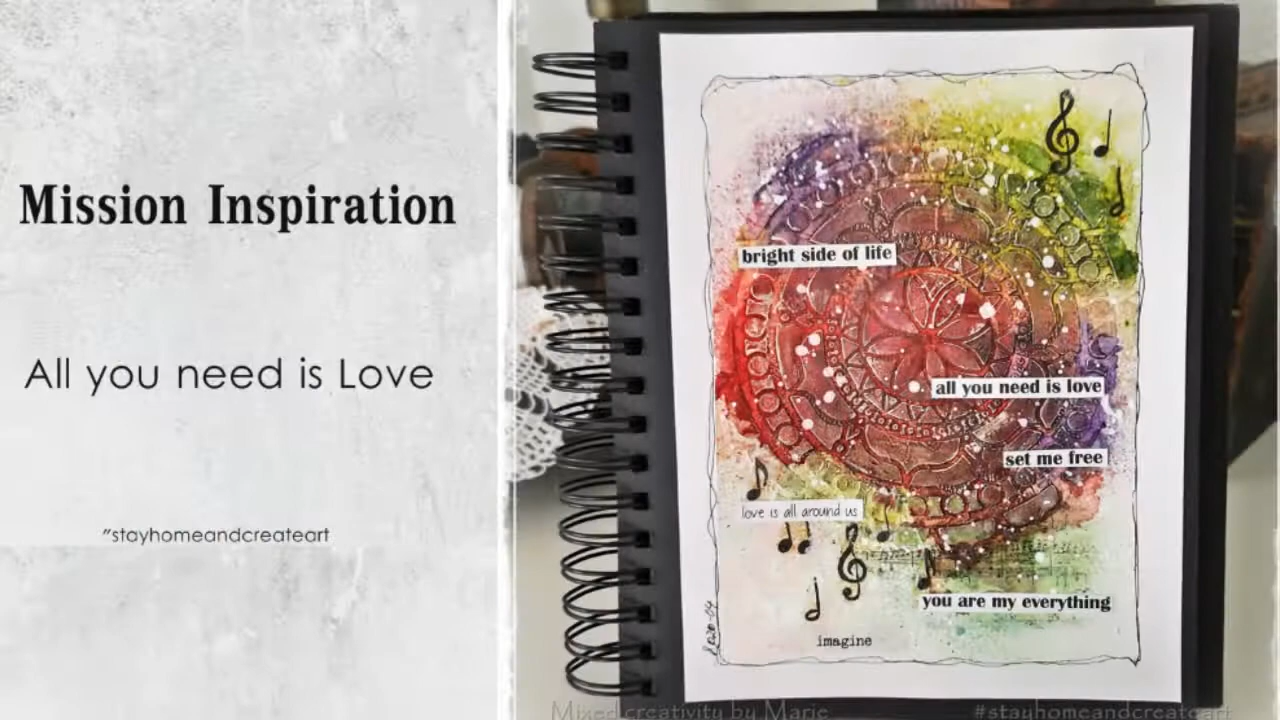 Mission Inspiration
All you need is Love
"stayhomeandcreateart
bright side of life
all you need is love
set me free
love is all around us
you are my everything
imagine
Mixed creativity by Marie
#stayhomeandcreateart